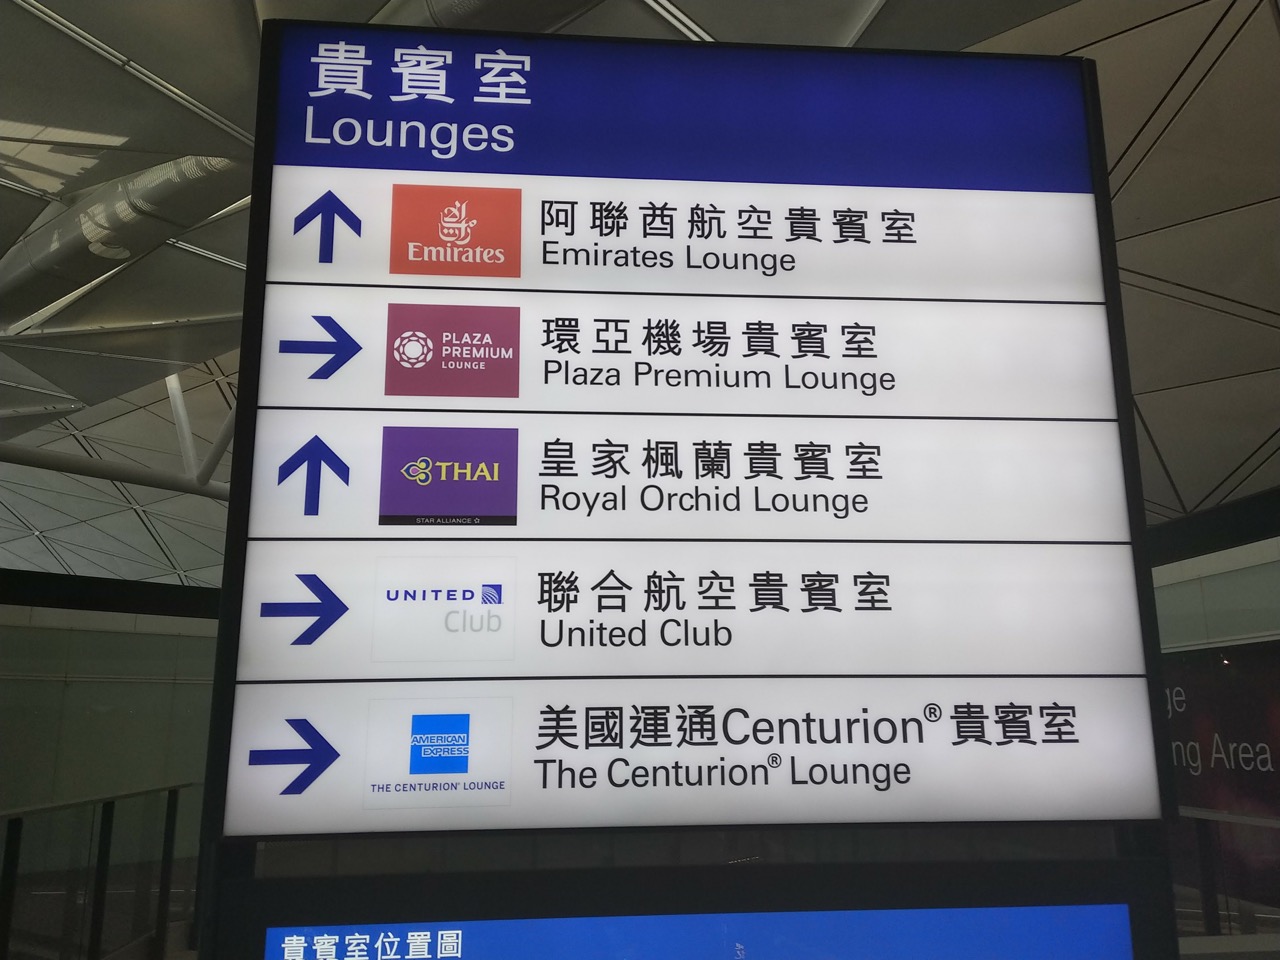 貴賓室
Lounges
Emirates
阿聯酋航空貴賓室
Emirates Lounge
PLAZA
PREMIUM
LOUNGE
環亞機場貴賓室
Plaza Premium Lounge
THAI
STAR ALLIANCE
皇家楓蘭貴賓室
Royal Orchid Lounge
UNITED
Club
聯合航空貴賓室
United Club
AMERICAN
EXPRESS
THE CENTURION® LOUNGE
美國運通Centurion®貴賓室
The Centurion® Lounge
ng Area
貴賓室位置圖